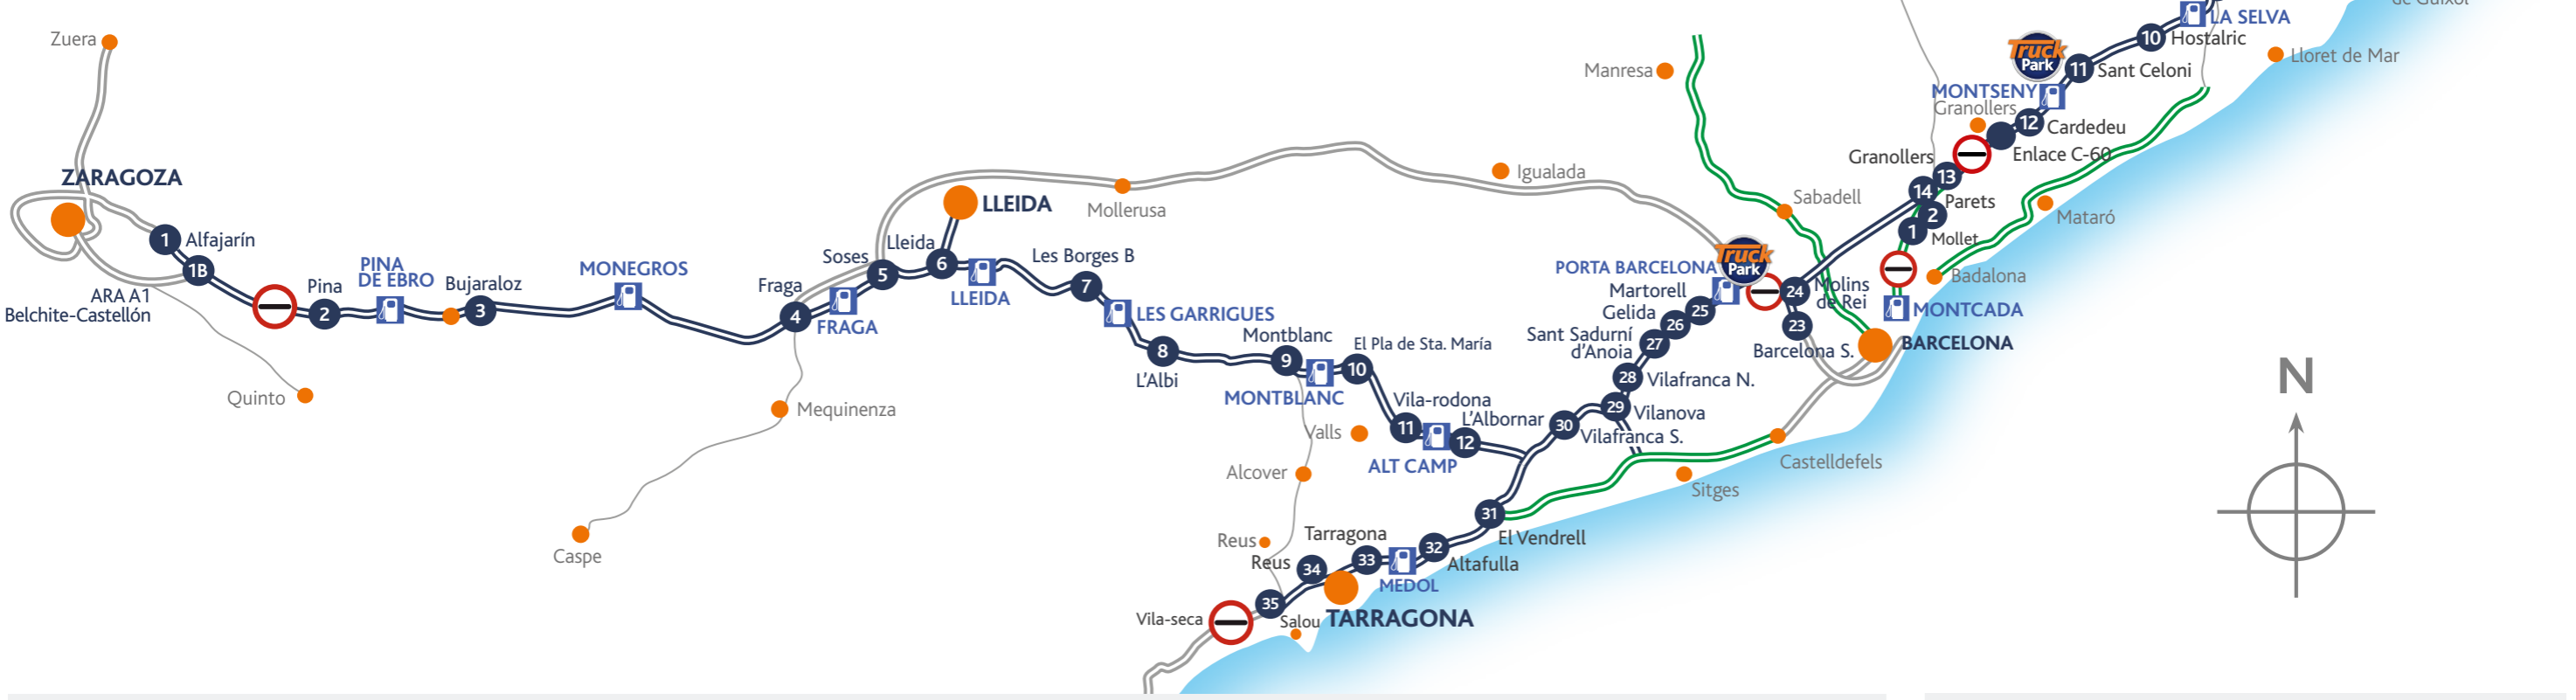 Zuera
ZARAGOZA
1
Alfajarín
1B
ARA A1
Belchite-Castellón
Quinto
Pina
2
PINA
DE EBRO
Bujaraloz
3
MONEGROS
Fraga
4
FRAGA
Mequinenza
Caspe
Soses
5
Lleida
6
LLEIDA
LLEIDA
Mollerusa
Les Borges B
7
LES GARRIGUES
8
L'Albi
Montblanc
9
MONTBLANC
El Pla de Sta. María
10
Valls
Alcover
Reus
Vila-rodona
11
ALT CAMP
L'Albornar
12
Igualada
Manresa
Sabadell
Truck
Park
PORTA BARCELONA
Martorell
25
Gelida
26
Sant Sadurní
d'Anoia
27
28
Vilafranca N.
29
Vilanova
30
Vilafranca S.
31
El Vendrell
32
Altafulla
MEDOL
Tarragona
33
Reus
34
35
Vila-seca
Salou
TARRAGONA
Sitges
Castelldefels
24
Molins
de Rei
23
Barcelona S.
BARCELONA
MONTCADA
Badalona
Mataró
1
Mollet
2
Parets
14
13
Granollers
Enlace C-60
12
Cardedeu
Granollers
MONTSENY
Truck
Park
11
Sant Celoni
10
Hostalric
LA SELVA
Lloret de Mar
de Guíxol
N